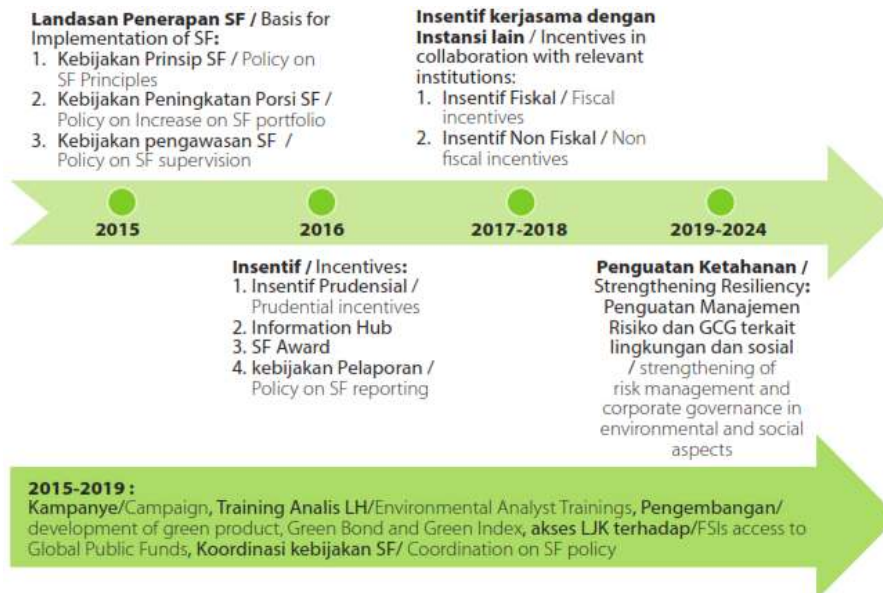 Landasan Penerapan SF / Basis for
Implementation of SF:
1. Kebijakan Prinsip SF / Policy on
SF Principles
2. Kebijakan Peningkatan Porsi SF /
Policy on Increase on SF portfolio
3. Kebijakan pengawasan SF /
Policy on SF supervision
Insentif kerjasama dengan
Instansi lain / Incentives in
collaboration with relevant
institutions:
1. Insentif Fiskal / Fiscal
incentives
2. Insentif Non Fiskal / Non
fiscal incentives
2015
2016
2017-2018
2019-2024
Insentif / Incentives:
1. Insentif Prudensial /
Prudential incentives
2. Information Hub
3. SF Award
4. kebijakan Pelaporan /
Policy on SF reporting
Penguatan Ketahanan /
Strengthening Resiliency:
Penguatan Manajemen
Risiko dan GCG terkait
lingkungan dan sosial
/ strengthening of
risk management and
corporate governance in
environmental and social
aspects
2015-2019 :
Kampanye/Campaign, Training Analis LH/Environmental Analyst Trainings, Pengembangan/
development of green product, Green Bond and Green Index, akses LJK terhadap/FSIs access to
Global Public Funds, Koordinasi kebijakan SF/ Coordination on SF policy